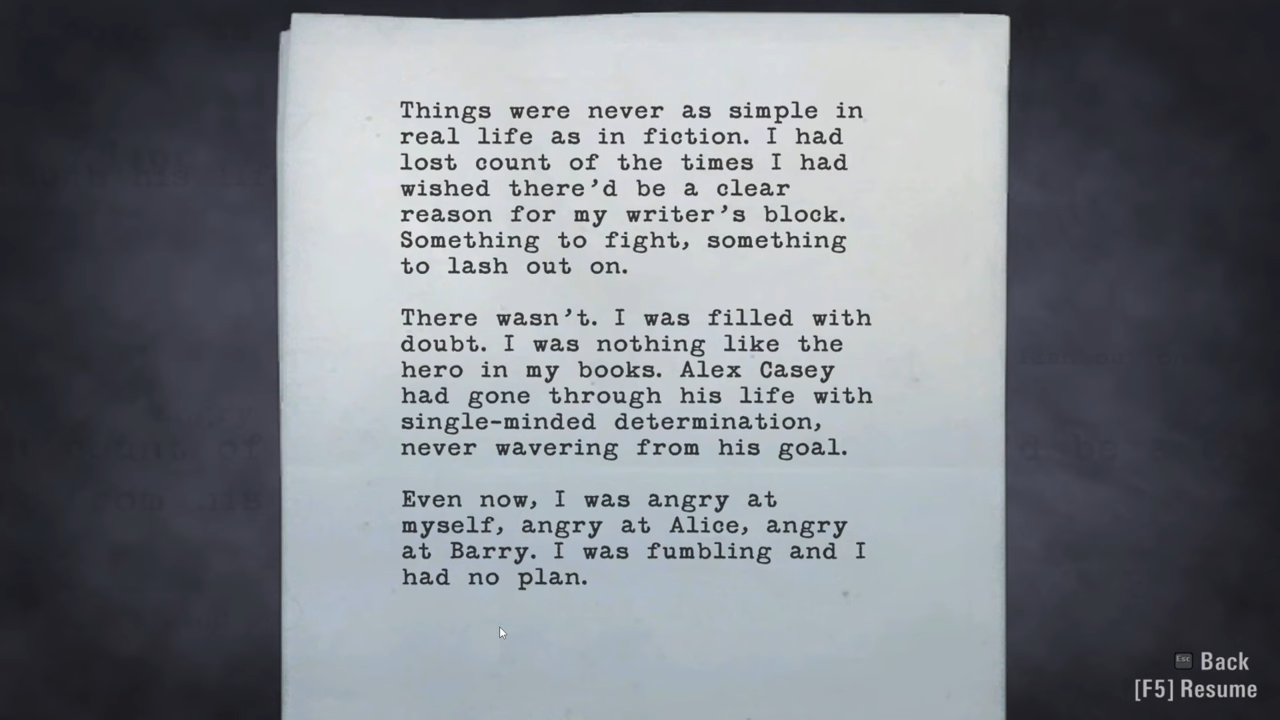 Things were never as simple in
real life as in fiction. I had
lost count of the times I had
wished there’d be a clear
reason for my writer’s block.
Something to fight, something
to lash out on.
There wasn’t. I was filled with
doubt. I was nothing like the
hero in my books. Alex Casey
had gone through his life with
single-minded determination,
never wavering from his goal.
Even now, I was angry at
myself, angry at Alice, angry
at Barry. I was fumbling and I
had no plan.
Esc Back
[F5] Resume